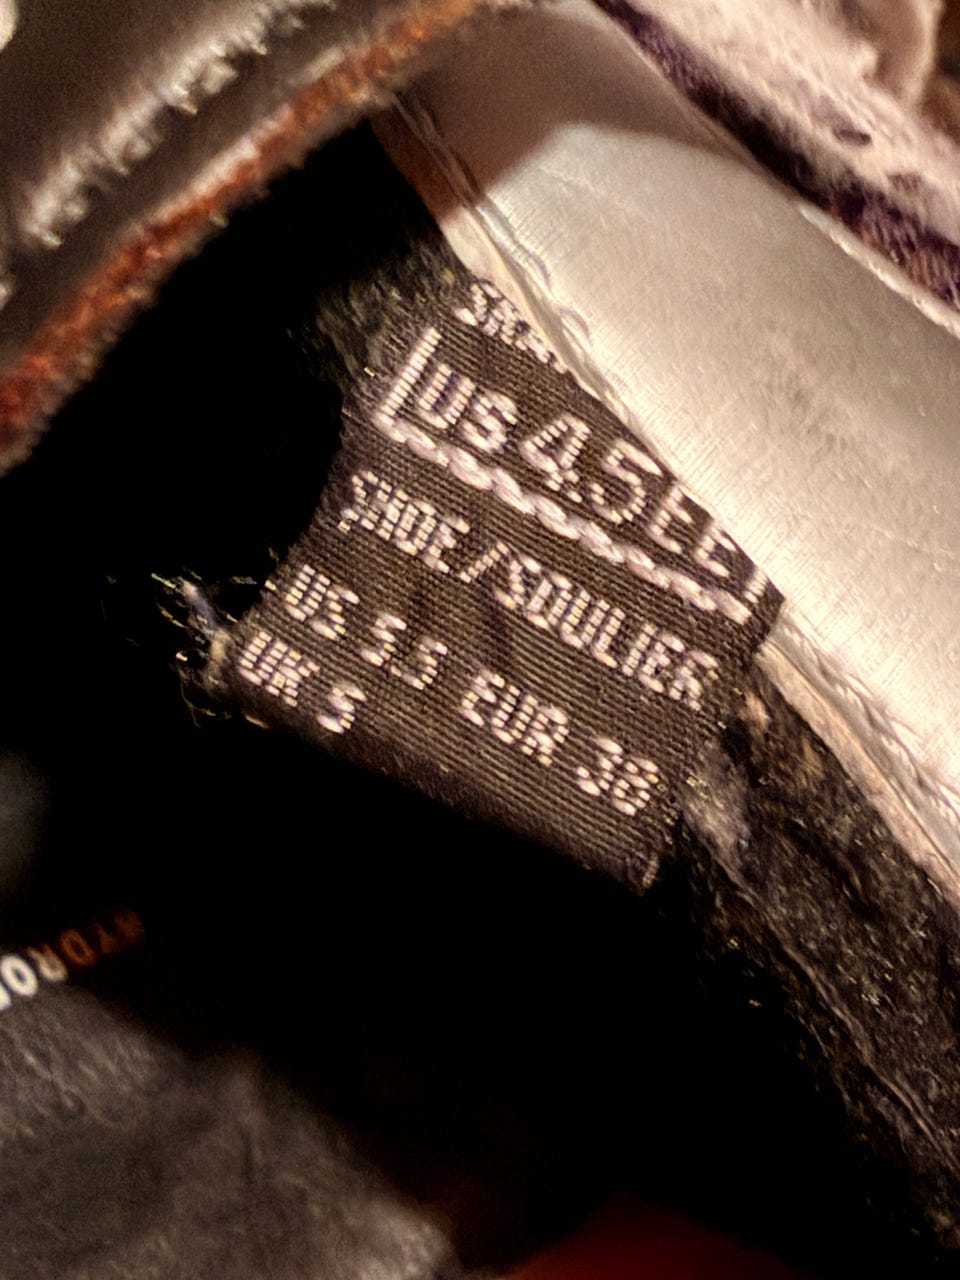 US 4.5 EE
SHOE/SOULIER
US 5.5 EUR 38
UK 5